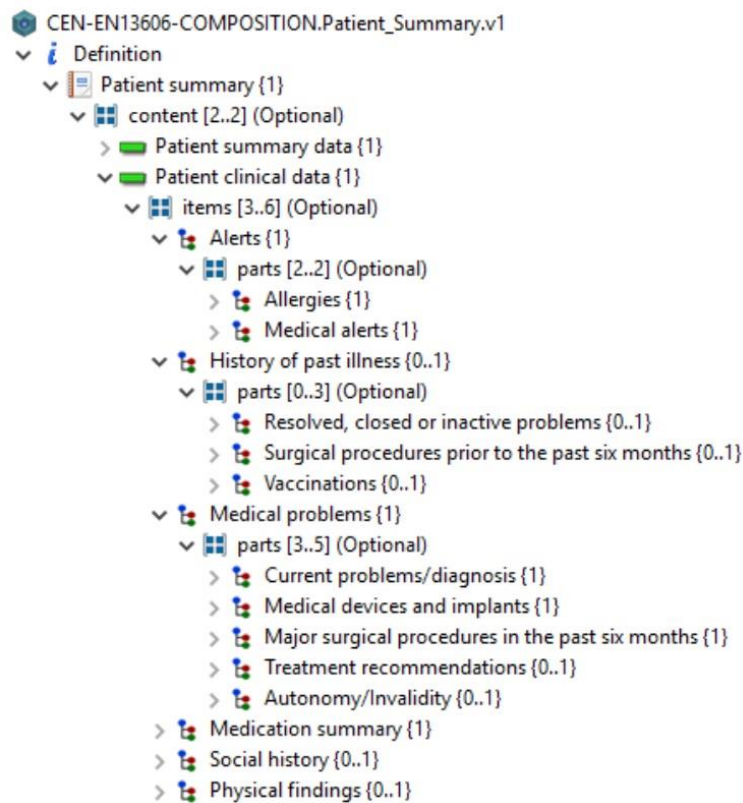 CEN-EN13606-COMPOSITION.Patient_Summary.v1
Definition
Patient summary {1}
content [2..2] (Optional)
Patient summary data {1}
Patient clinical data {1}
items [3..6] (Optional)
Alerts {1}
parts [2..2] (Optional)
Allergies {1}
Medical alerts {1}
History of past illness {0..1}
parts [0..3] (Optional)
Resolved, closed or inactive problems {0..1}
Surgical procedures prior to the past six months {0..1}
Vaccinations {0..1}
Medical problems {1}
parts [3..5] (Optional)
Current problems/diagnosis {1}
Medical devices and implants {1}
Major surgical procedures in the past six months {1}
Treatment recommendations {0..1}
Autonomy/Invalidity {0..1}
Medication summary {1}
Social history {0..1}
Physical findings {0..1}